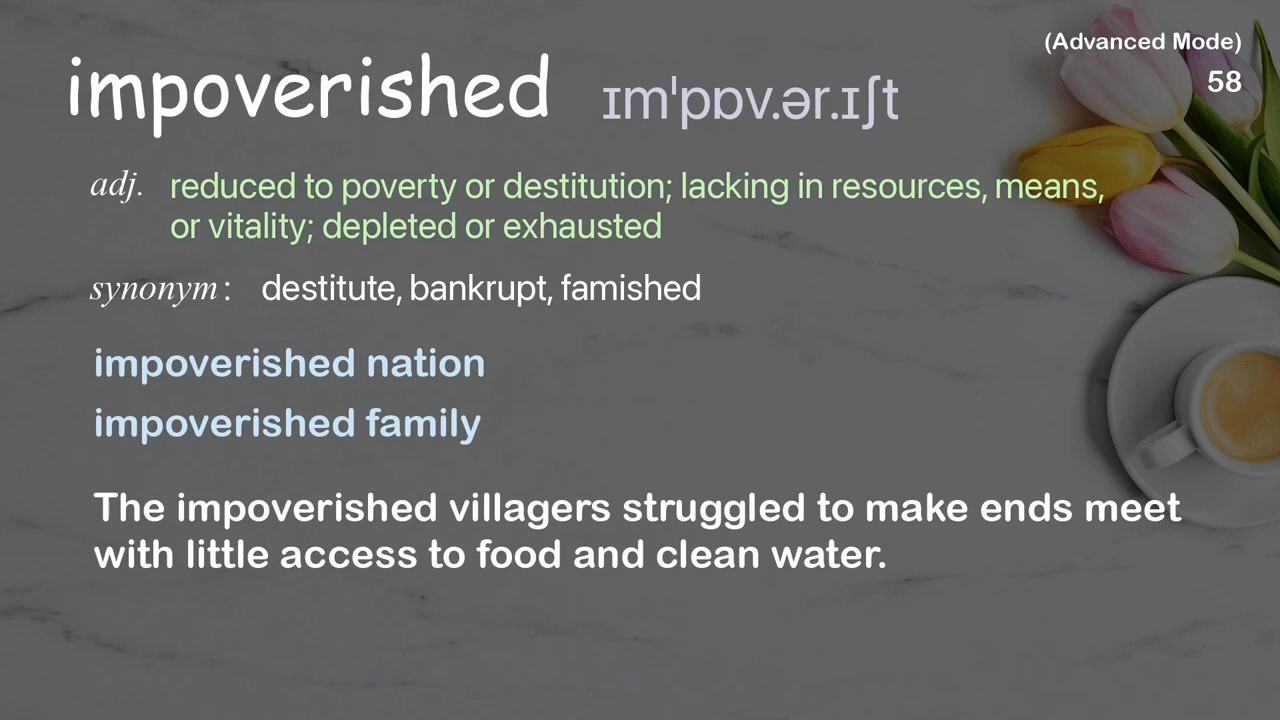 (Advanced Mode)
58
impoverished ɪmˈpɒv.ər.ɪʃt
adj. reduced to poverty or destitution; lacking in resources, means,
or vitality; depleted or exhausted
synonym: destitute, bankrupt, famished
impoverished nation
impoverished family
The impoverished villagers struggled to make ends meet
with little access to food and clean water.